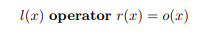 l(x) operator r(x) = o(x)